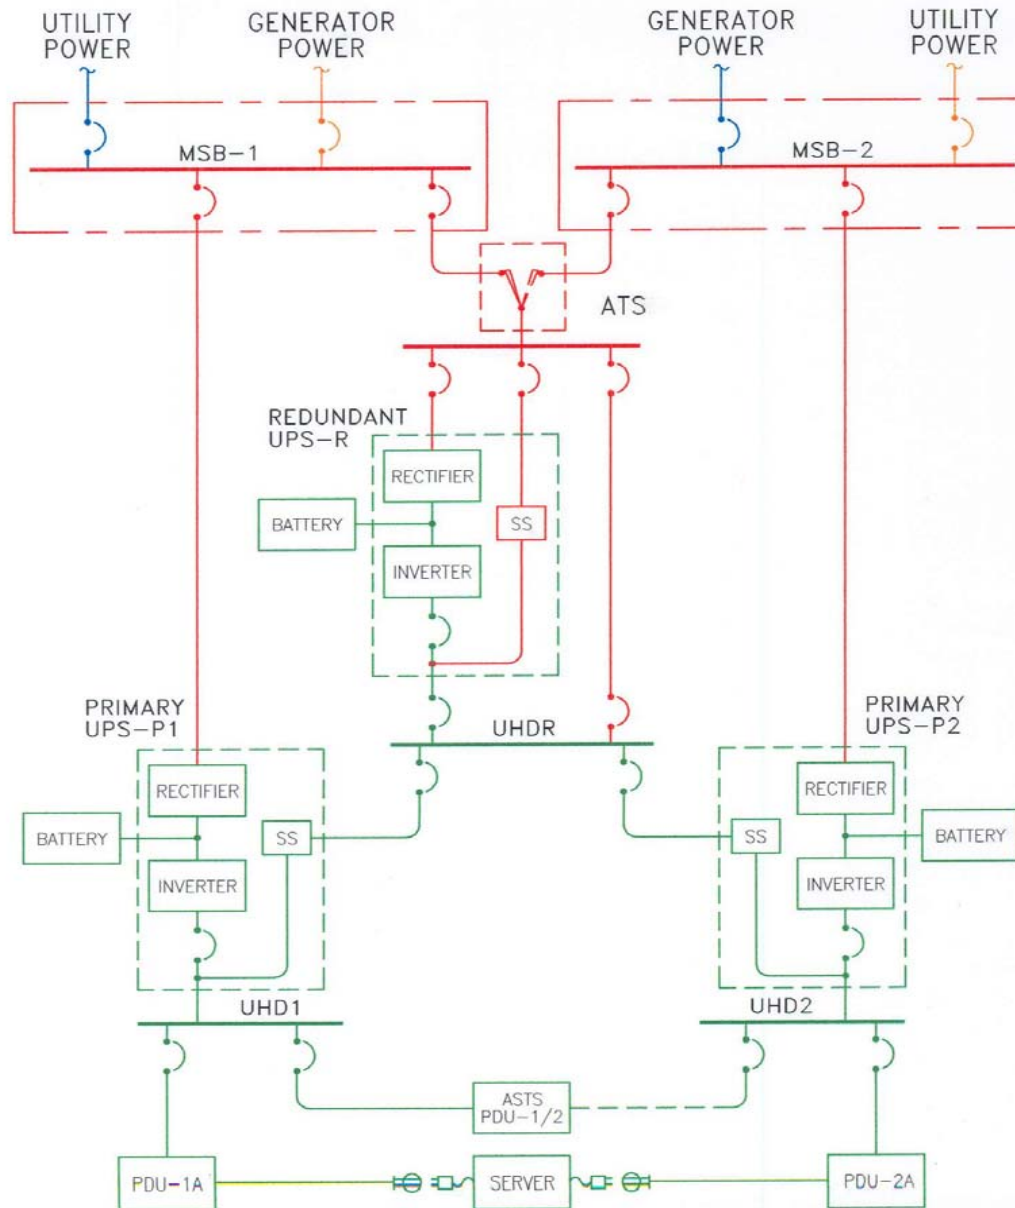 UTILITY
POWER
GENERATOR
POWER
GENERATOR
POWER
UTILITY
POWER
MSB-1
MSB-2
ATS
REDUNDANT
UPS-R
RECTIFIER
BATTERY
SS
INVERTER
PRIMARY
UPS-P1
UHDR
PRIMARY
UPS-P2
RECTIFIER
RECTIFIER
BATTERY
SS
SS
BATTERY
INVERTER
INVERTER
UHD1
UHD2
ASTS
PDU-1/2
PDU-1A
SERVER
PDU-2A